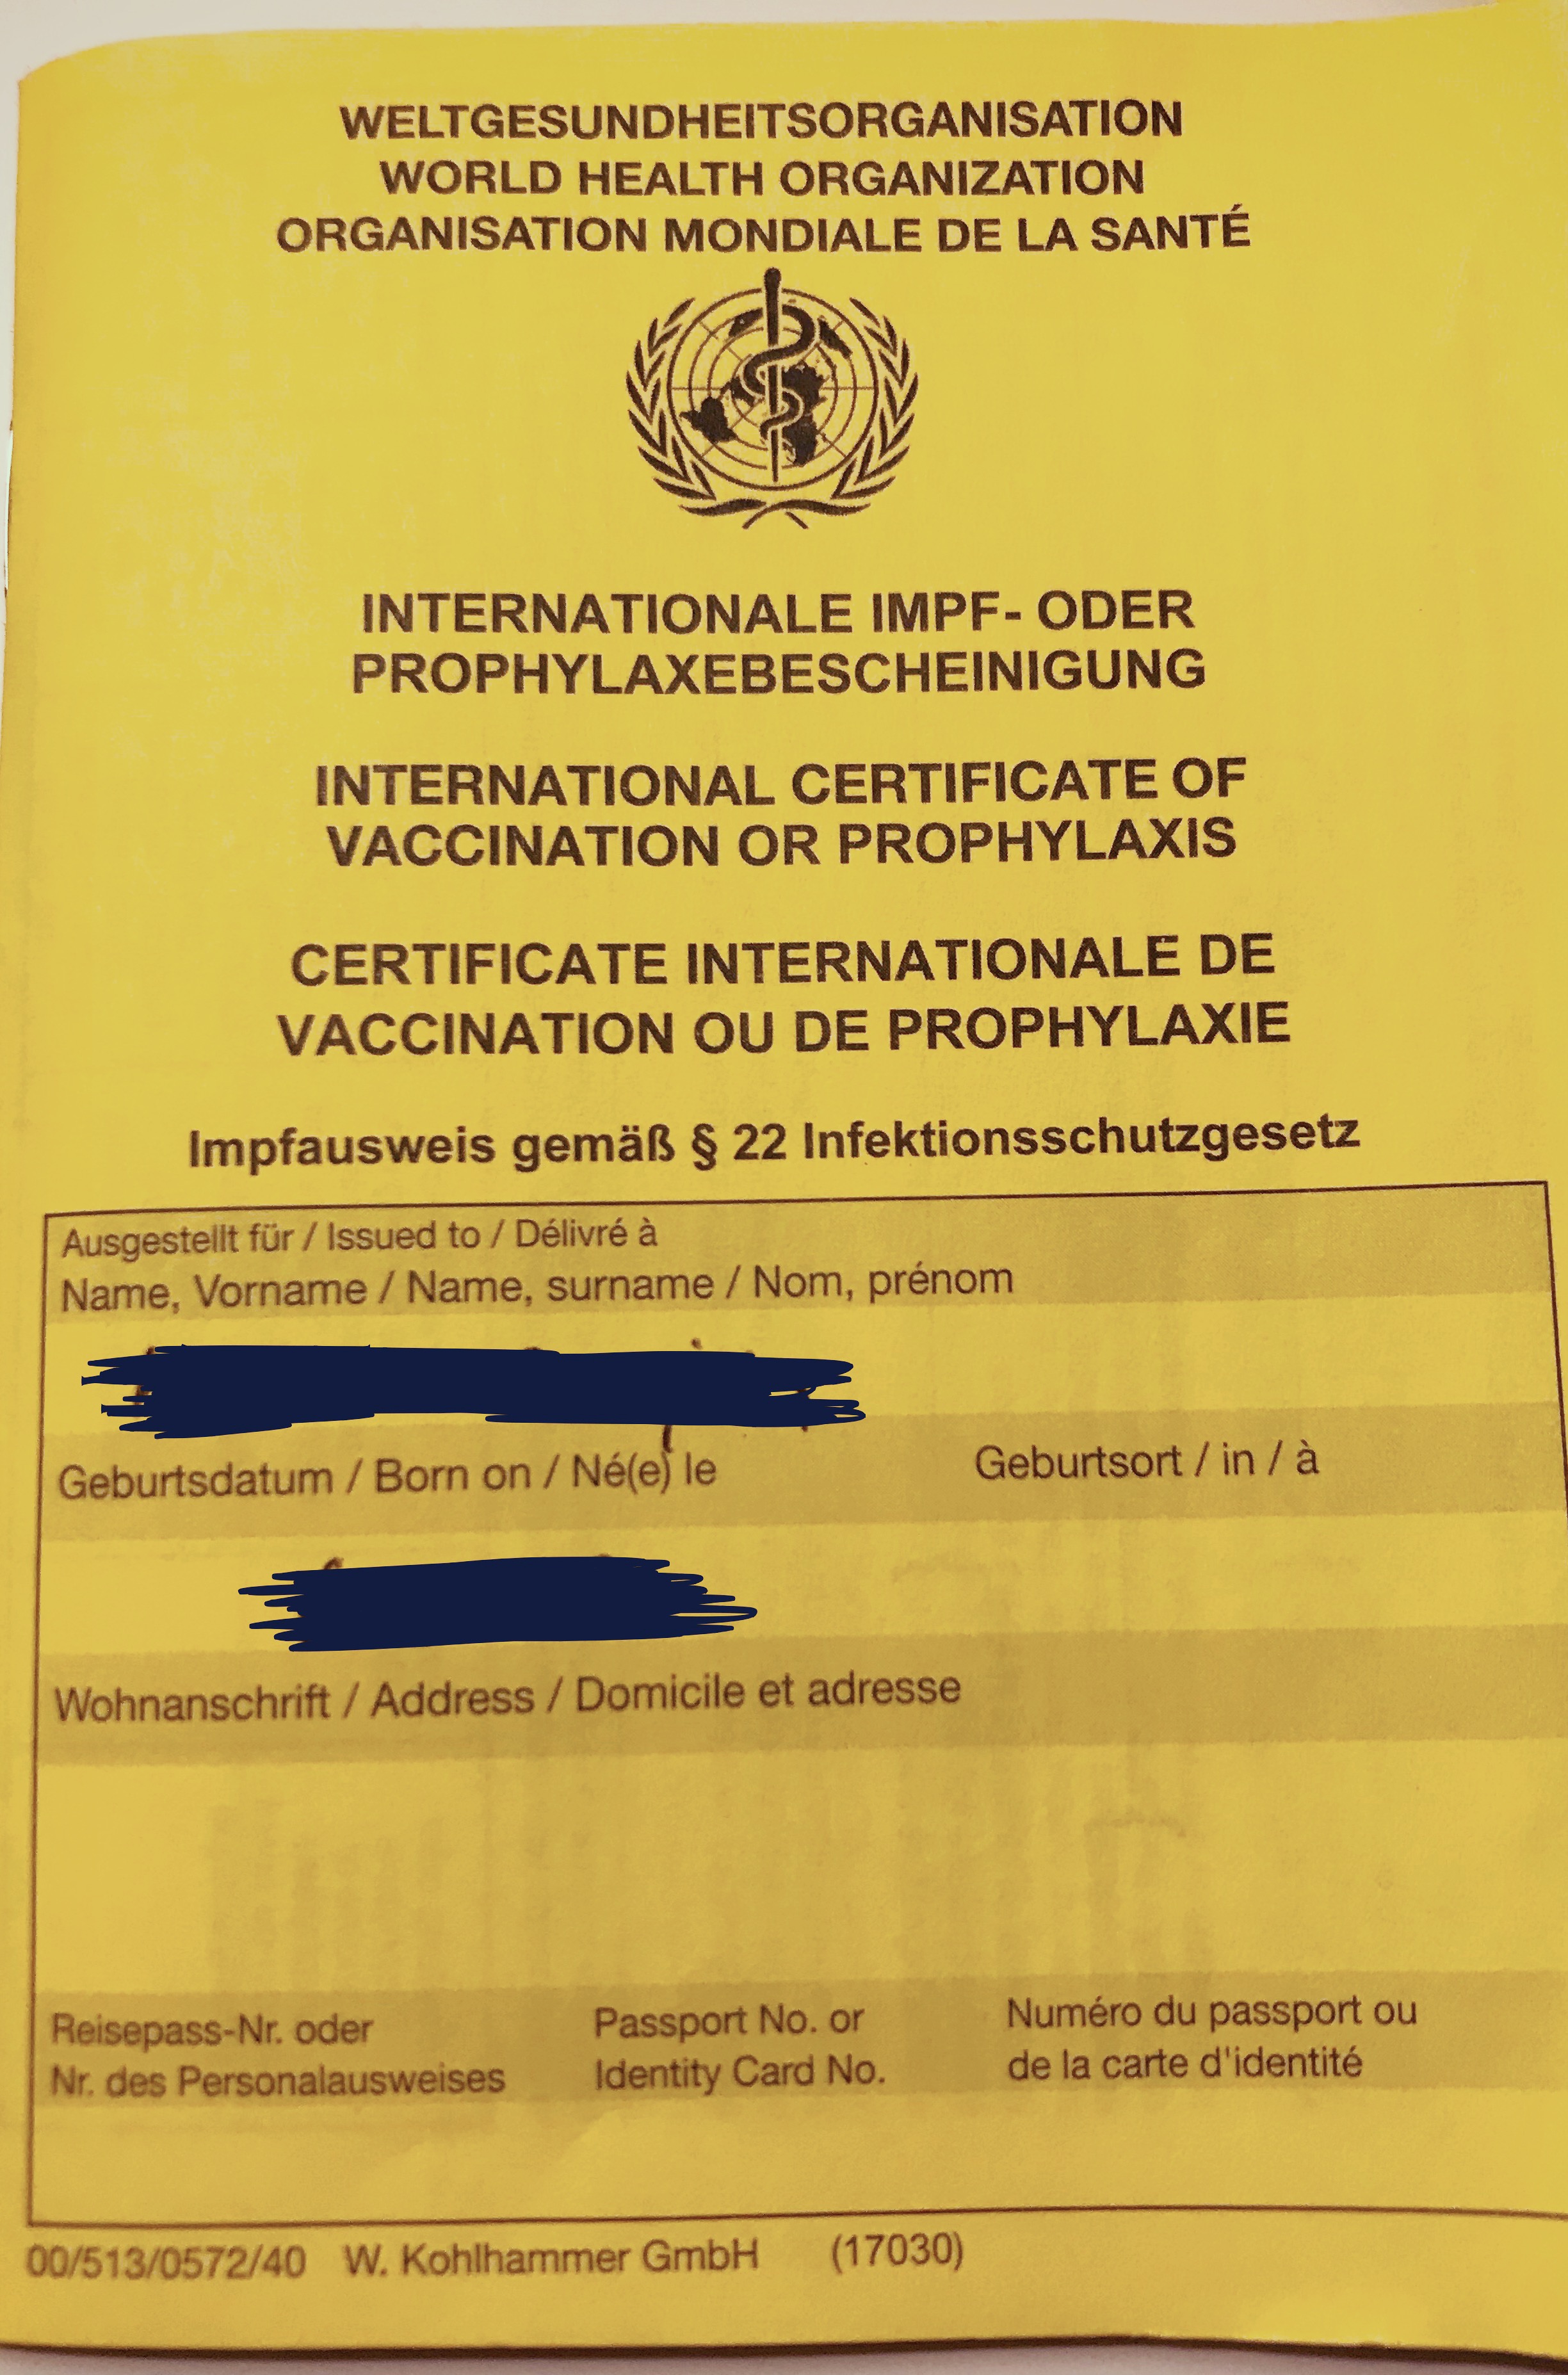 WELTGESUNDHEITSORGANISATION
WORLD HEALTH ORGANIZATION
ORGANISATION MONDIALE DE LA SANTÉ
INTERNATIONALE IMPF- ODER
PROPHYLAXEBESCHEINIGUNG
INTERNATIONAL CERTIFICATE OF
VACCINATION OR PROPHYLAXIS
CERTIFICATE INTERNATIONALE DE
VACCINATION OU DE PROPHYLAXIE
Impfausweis gemäß § 22 Infektionsschutzgesetz
Ausgestellt für / Issued to / Délivré à
Name, Vorname / Name, surname / Nom, prénom
Geburtsdatum / Born on / Né(e) le Geburtsort / in / à
Wohnanschrift / Address / Domicile et adresse
Reisepass-Nr. oder Passport No. or Numéro du passport ou
Nr. des Personalausweises Identity Card No. de la carte d'identité
00/513/0572/40 W. Kohlhammer GmbH (17030)